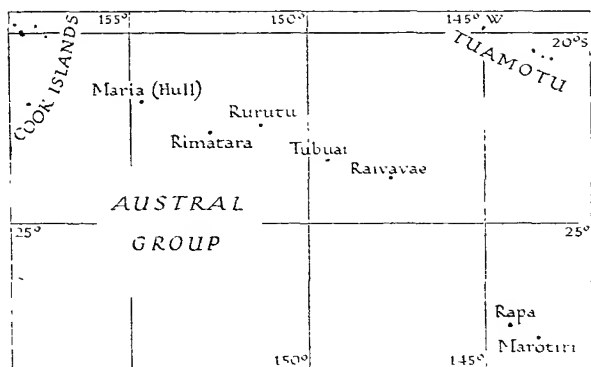 155° 150° 145° W
20°S
COOK ISLANDS
TUAMOTU
Maria (Hull)
Rurutu
Rimatara
Tubuai
Raivavae
AUSTRAL
GROUP
25° 25°
Rapa
Marotiri
150° 145°